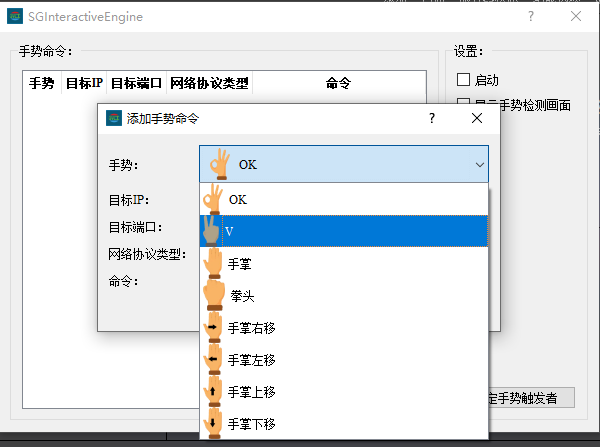 SGInteractiveEngine
手势命令：
设置：
手势 目标IP 目标端口 网络协议类型 命令
启动
显示手势检测画面
添加手势命令
手势：
OK
目标IP：
OK
目标端口：
V
网络协议类型：
手掌
命令：
拳头
手掌右移
手掌左移
手掌上移
定手势触发者
手掌下移